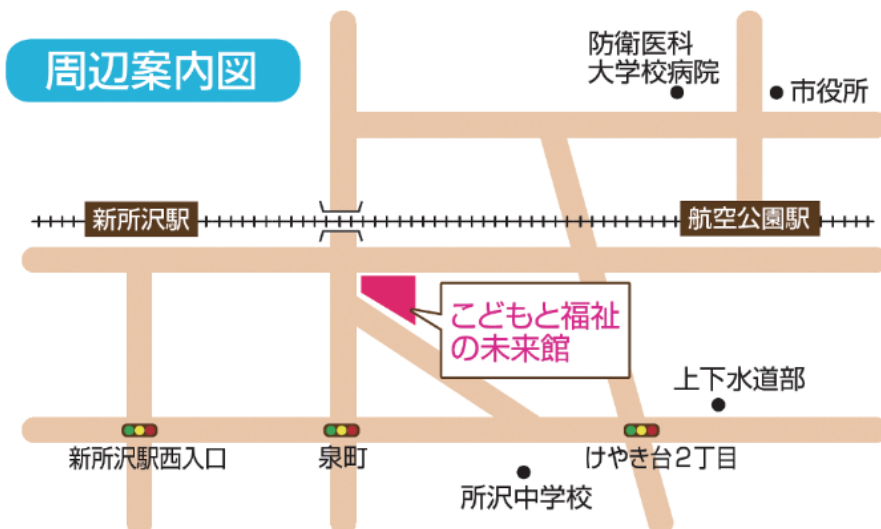 周辺案内図
防衛医科
大学校病院
市役所
新所沢駅
航空公園駅
こどもと福祉
の未来館
上下水道部
新所沢駅西入口
泉町
けやき台2丁目
所沢中学校